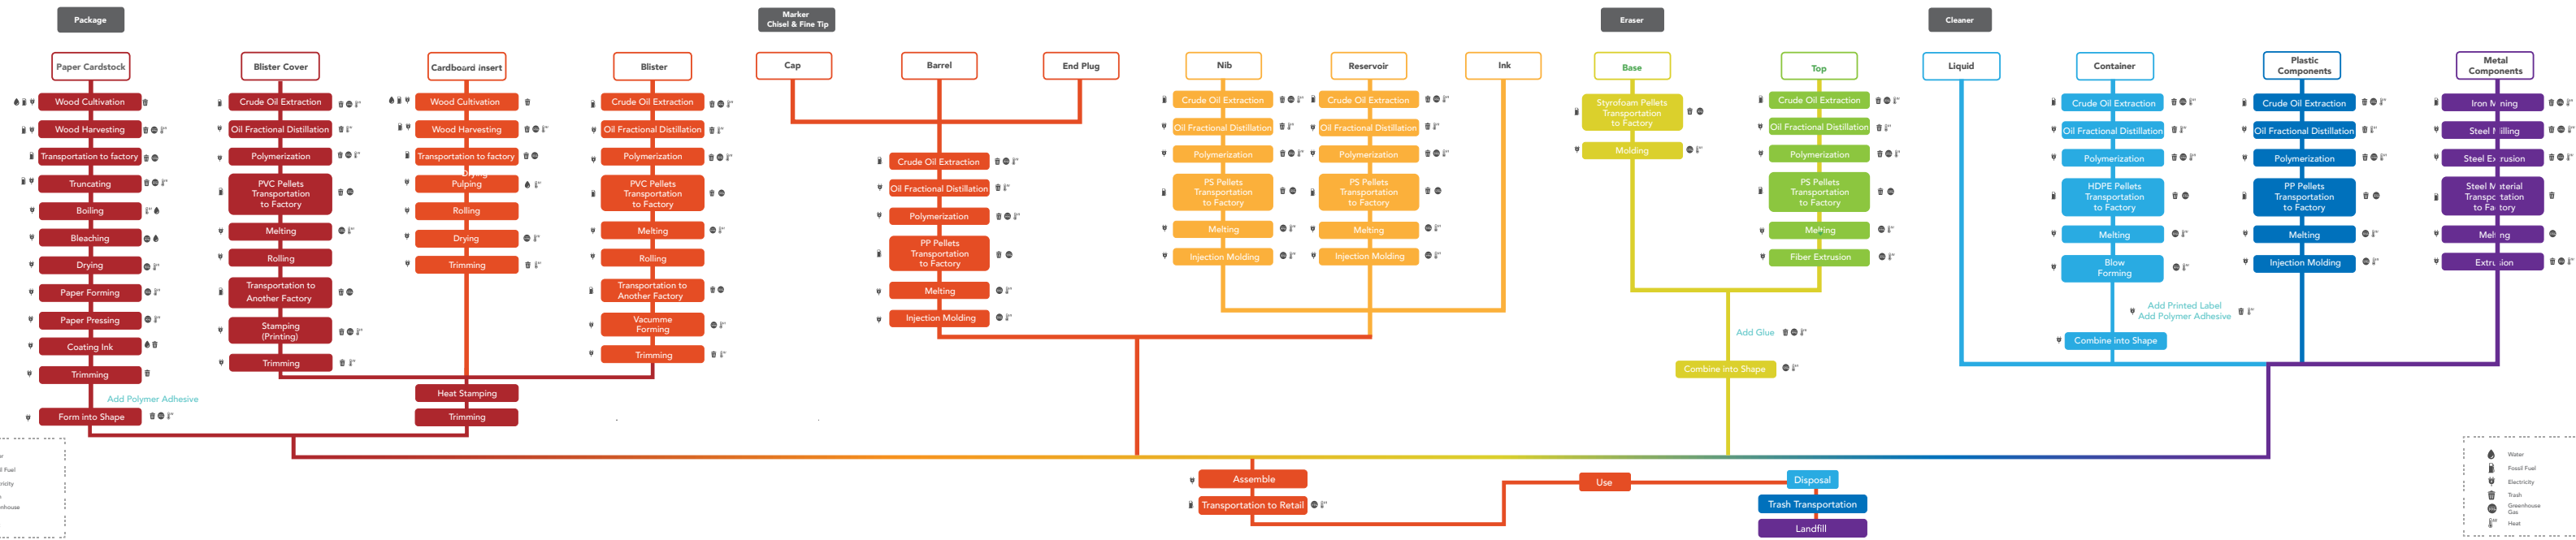 Package
Marker
Chisel & Fine Tip
Eraser
Cleaner
Paper Cardstock
Blister Cover
Cardboard insert
Blister
Cap
Barrel
End Plug
Nib
Reservoir
Ink
Base
Top
Liquid
Container
Plastic
Components
Metal
Components
Wood Cultivation
Wood Harvesting
Transportation to factory
Truncating
Boiling
Bleaching
Drying
Paper Forming
Paper Pressing
Coating Ink
Trimming
Add Polymer Adhesive
Form into Shape
Crude Oil Extraction
Oil Fractional Distillation
Polymerization
PVC Pellets
Transportation
to Factory
Melting
Rolling
Transportation to
Another Factory
Stamping
(Printing)
Trimming
Wood Cultivation
Wood Harvesting
Transportation to factory
Drying
Pulping
Rolling
Drying
Trimming
Heat Stamping
Trimming
Crude Oil Extraction
Oil Fractional Distillation
Polymerization
PVC Pellets
Transportation
to Factory
Melting
Rolling
Transportation to
Another Factory
Vacumme
Forming
Trimming
Crude Oil Extraction
Oil Fractional Distillation
Polymerization
PP Pellets
Transportation
to Factory
Melting
Injection Molding
Crude Oil Extraction
Oil Fractional Distillation
Polymerization
PS Pellets
Transportation
to Factory
Melting
Injection Molding
Crude Oil Extraction
Oil Fractional Distillation
Polymerization
PS Pellets
Transportation
to Factory
Melting
Injection Molding
Styrofoam Pellets
Transportation
to Factory
Molding
Crude Oil Extraction
Oil Fractional Distillation
Polymerization
PS Pellets
Transportation
to Factory
Melting
Fiber Extrusion
Add Glue
Combine into Shape
Crude Oil Extraction
Oil Fractional Distillation
Polymerization
HDPE Pellets
Transportation
to Factory
Melting
Blow
Forming
Add Printed Label
Add Polymer Adhesive
Combine into Shape
Crude Oil Extraction
Oil Fractional Distillation
Polymerization
PP Pellets
Transportation
to Factory
Melting
Injection Molding
Iron Mining
Steel Milling
Steel Extrusion
Steel Material
Transportation
to Factory
Melting
Extrusion
Assemble
Transportation to Retail
Use
Disposal
Trash Transportation
Landfill
Water
Fossil Fuel
Electricity
Trash
Greenhouse
Gas
Heat